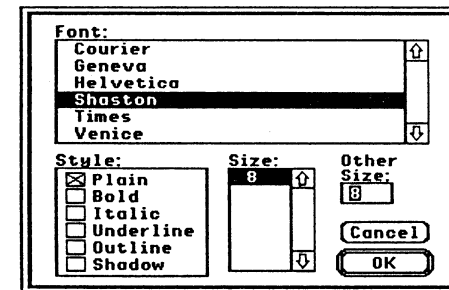 Font:
Courier
Geneva
Helvetica
Shaston
Times
Venice
Style:
Plain
Bold
Italic
Underline
Outline
Shadow
Size:
8
Other
Size:
8
Cancel
OK